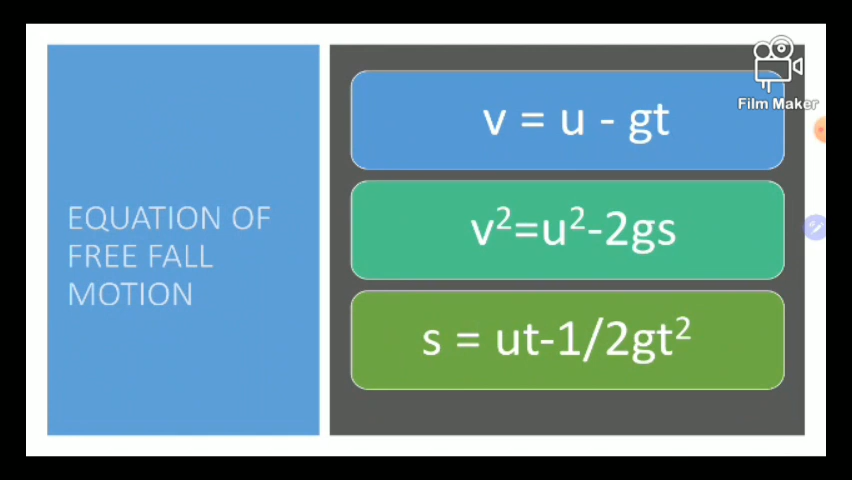 Film Maker
EQUATION OF
FREE FALL
MOTION
v = u - gt
v²=u²-2gs
s = ut-1/2gt²